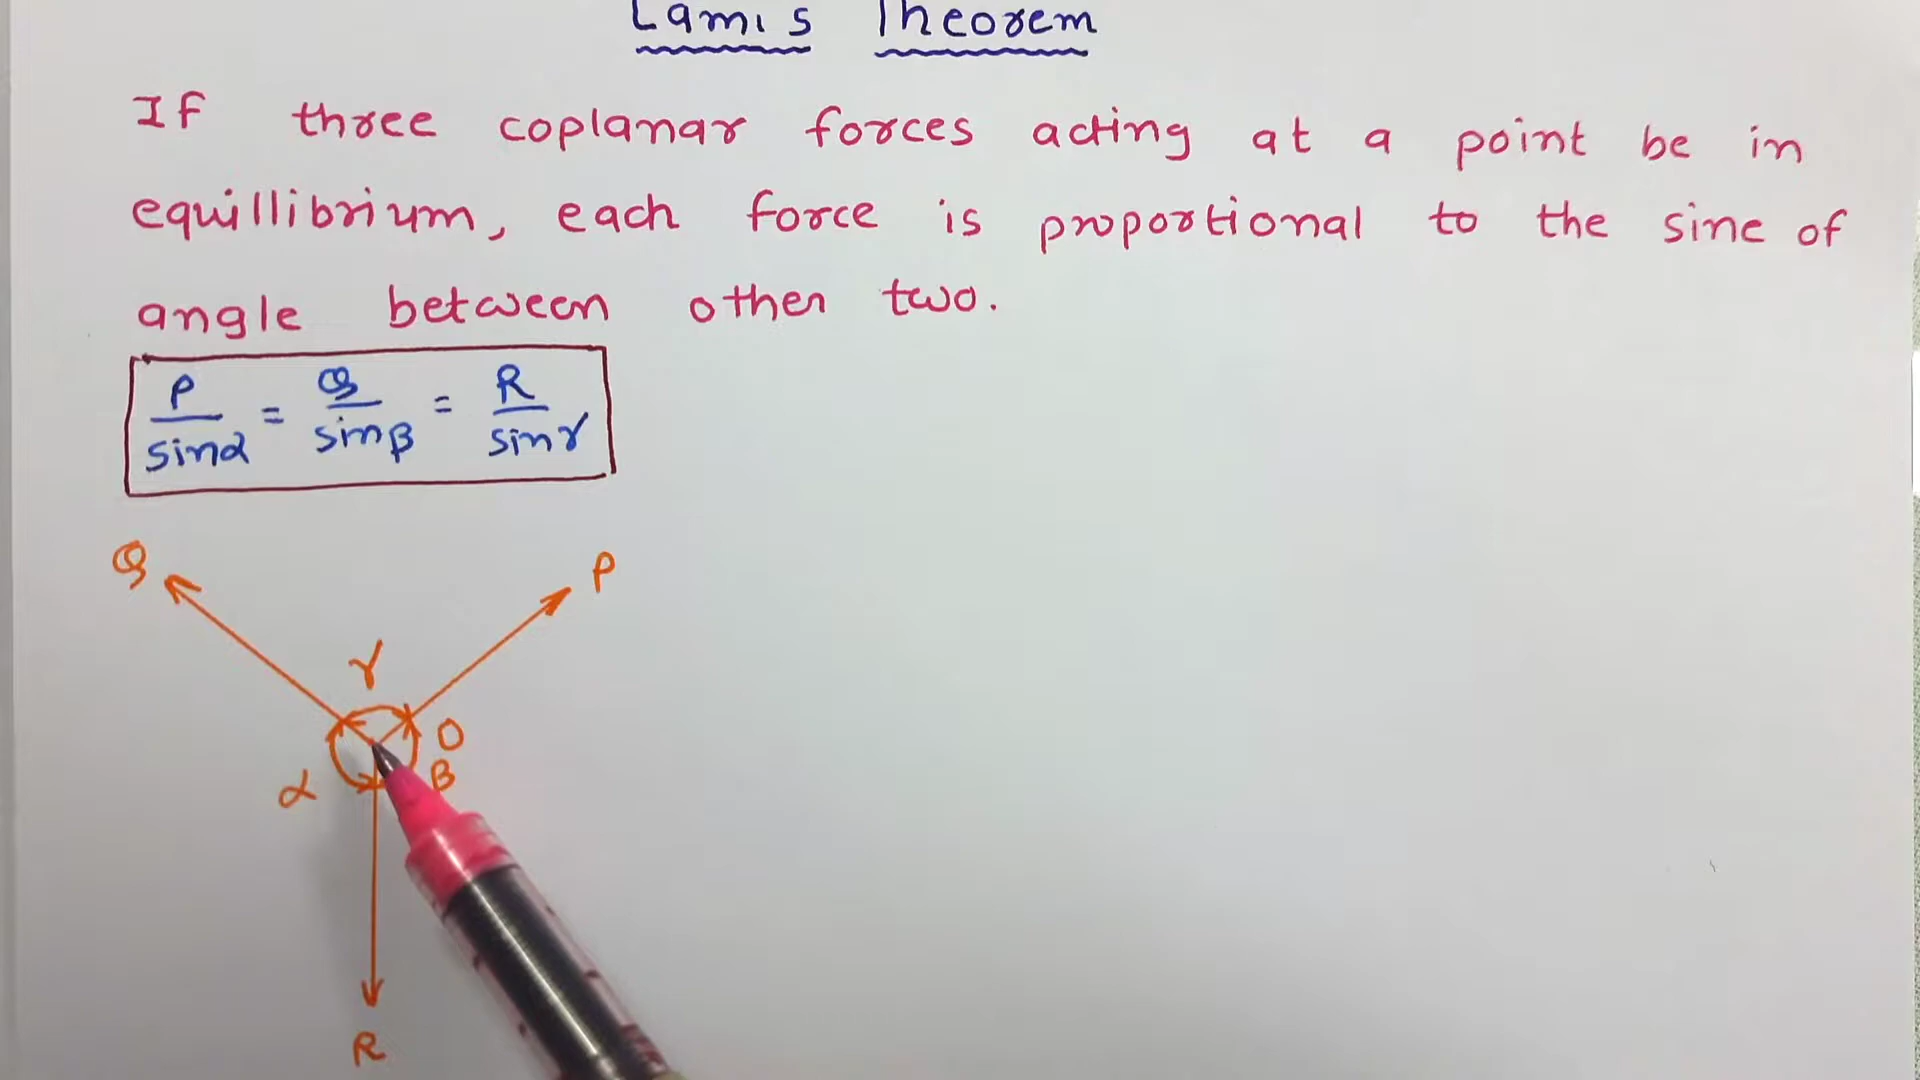 Lami's Theorem
If three coplanar forces acting at a point be in
equillibrium, each force is proportional to the sine of
angle between other two.
P/sinα = Q/sinβ = R/sinγ
Q P
γ
O
α β
R